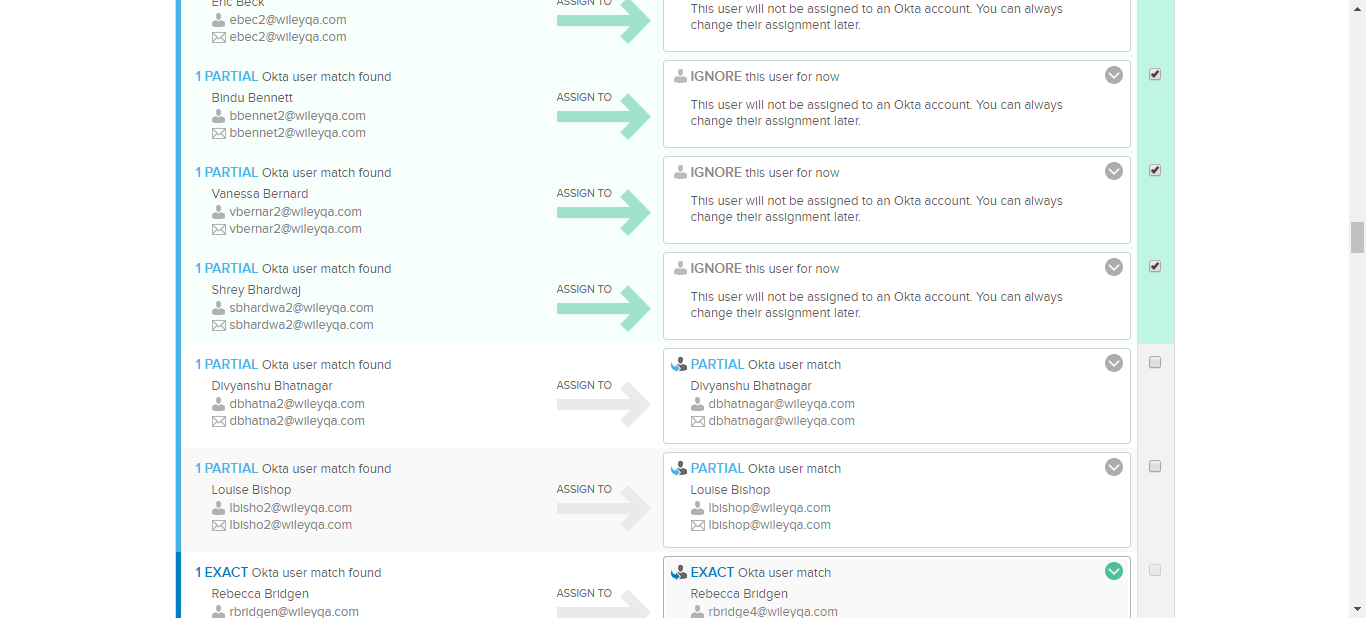 Eric Beck
ebec2@wileyqa.com
ebec2@wileyqa.com
ASSIGN TO
This user will not be assigned to an Okta account. You can always
change their assignment later.
1 PARTIAL Okta user match found
Bindu Bennett
bbennet2@wileyqa.com
bbennet2@wileyqa.com
ASSIGN TO
IGNORE this user for now
This user will not be assigned to an Okta account. You can always
change their assignment later.
1 PARTIAL Okta user match found
Vanessa Bernard
vbernar2@wileyqa.com
vbernar2@wileyqa.com
ASSIGN TO
IGNORE this user for now
This user will not be assigned to an Okta account. You can always
change their assignment later.
1 PARTIAL Okta user match found
Shrey Bhardwaj
sbhardwa2@wileyqa.com
sbhardwa2@wileyqa.com
ASSIGN TO
IGNORE this user for now
This user will not be assigned to an Okta account. You can always
change their assignment later.
1 PARTIAL Okta user match found
Divyanshu Bhatnagar
dbhatna2@wileyqa.com
dbhatna2@wileyqa.com
ASSIGN TO
PARTIAL Okta user match
Divyanshu Bhatnagar
dbhatnagar@wileyqa.com
dbhatnagar@wileyqa.com
1 PARTIAL Okta user match found
Louise Bishop
lbisho2@wileyqa.com
lbisho2@wileyqa.com
ASSIGN TO
PARTIAL Okta user match
Louise Bishop
lbishop@wileyqa.com
lbishop@wileyqa.com
1 EXACT Okta user match found
Rebecca Bridgen
rbridgen@wileyqa.com
ASSIGN TO
EXACT Okta user match
Rebecca Bridgen
rbridge4@wileyqa.com